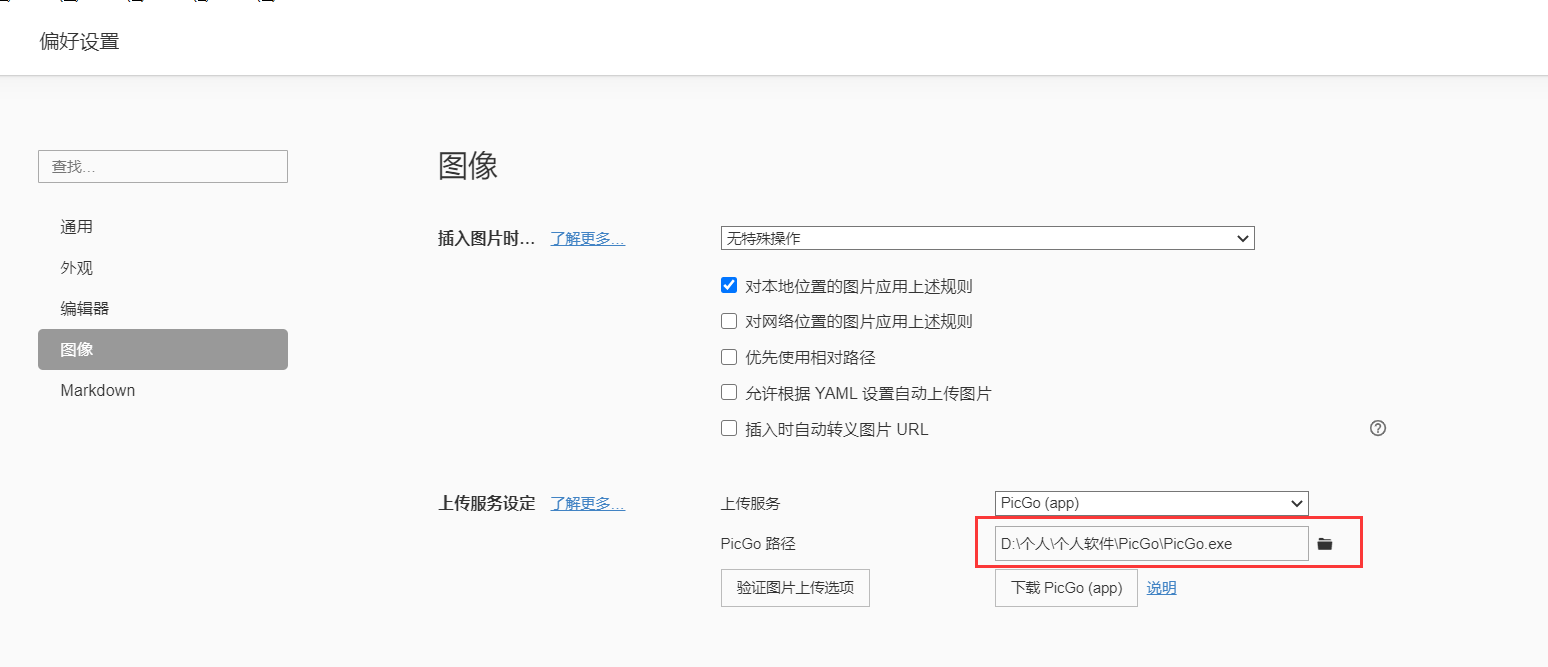 偏好设置
查找...
通用
外观
编辑器
图像
Markdown
图像
插入图片时... 了解更多... 无特殊操作
对本地位置的图片应用上述规则
对网络位置的图片应用上述规则
优先使用相对路径
允许根据 YAML 设置自动上传图片
插入时自动转义图片 URL
上传服务设定 了解更多... 上传服务 PicGo (app)
PicGo 路径 D:\个人\个人软件\PicGo\PicGo.exe
验证图片上传选项 下载 PicGo (app) 说明